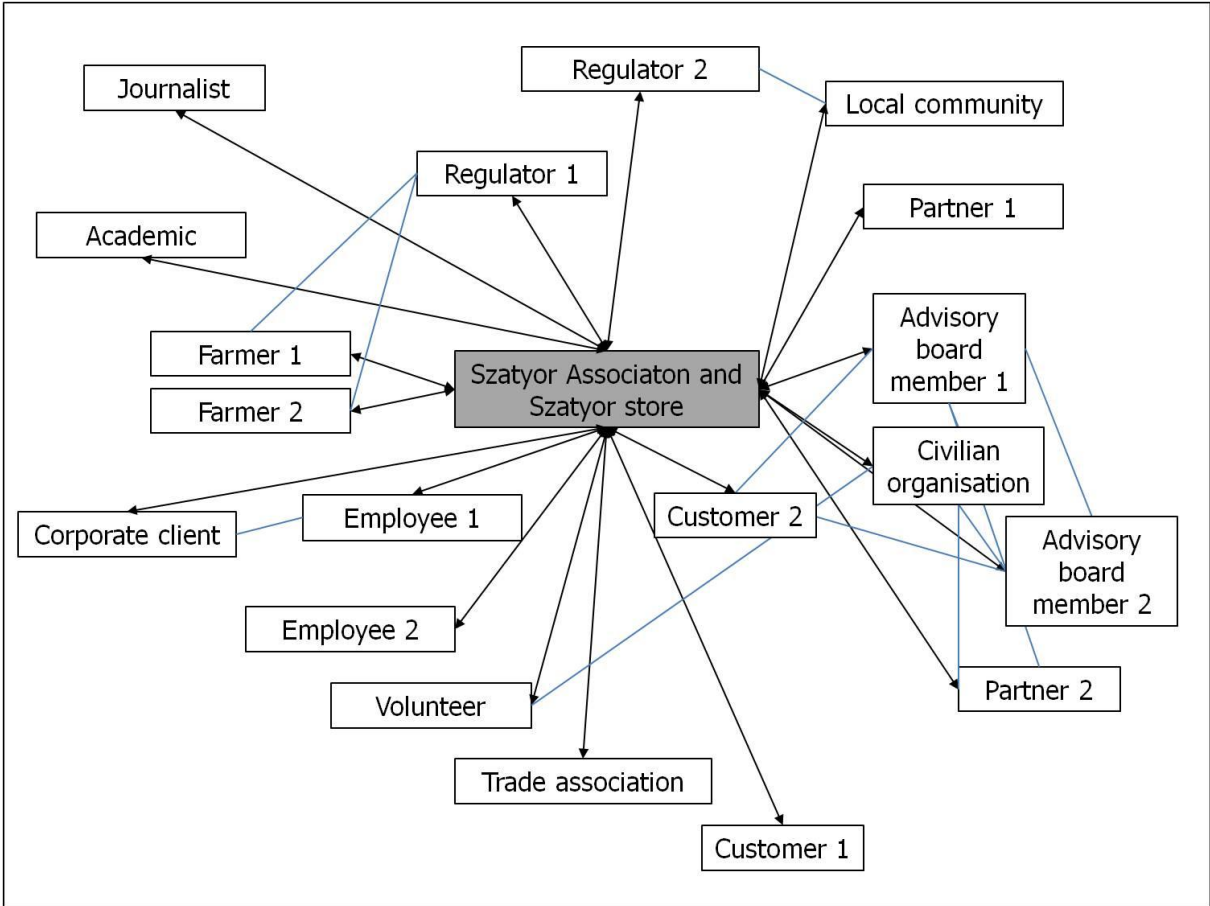 Regulator 2
Journalist
Local community
Regulator 1
Partner 1
Academic
Advisory
board
member 1
Farmer 1
Szatyor Associaton and
Szatyor store
Farmer 2
Civilian
organisation
Employee 1
Customer 2
Corporate client
Advisory
board
member 2
Employee 2
Partner 2
Volunteer
Trade association
Customer 1